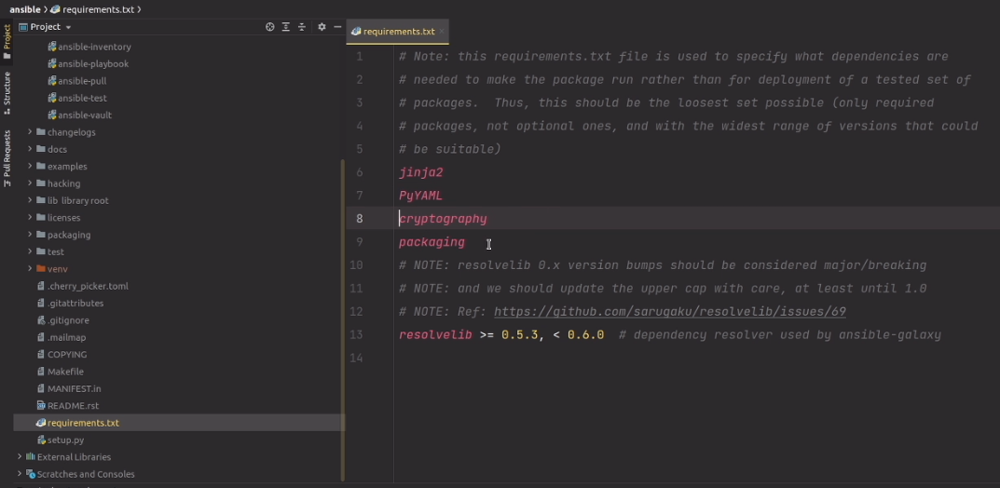 ansible > requirements.txt >
Project
Project
Structure
Pull Requests
ansible-inventory
ansible-playbook
ansible-pull
ansible-test
ansible-vault
changelogs
docs
examples
hacking
lib library root
licenses
packaging
test
venv
.cherry_picker.toml
.gitattributes
.gitignore
.mailmap
COPYING
Makefile
MANIFEST.in
README.rst
requirements.txt
setup.py
External Libraries
Scratches and Consoles
requirements.txt
1 # Note: this requirements.txt file is used to specify what dependencies are
2 # needed to make the package run rather than for deployment of a tested set of
3 # packages.  Thus, this should be the loosest set possible (only required
4 # packages, not optional ones, and with the widest range of versions that could
5 # be suitable)
6 jinja2
7 PyYAML
8 cryptography
9 packaging
10 # NOTE: resolvelib 0.x version bumps should be considered major/breaking
11 # NOTE: and we should update the upper cap with care, at least until 1.0
12 # NOTE: Ref: https://github.com/sarugaku/resolvelib/issues/69
13 resolvelib >= 0.5.3, < 0.6.0  # dependency resolver used by ansible-galaxy
14